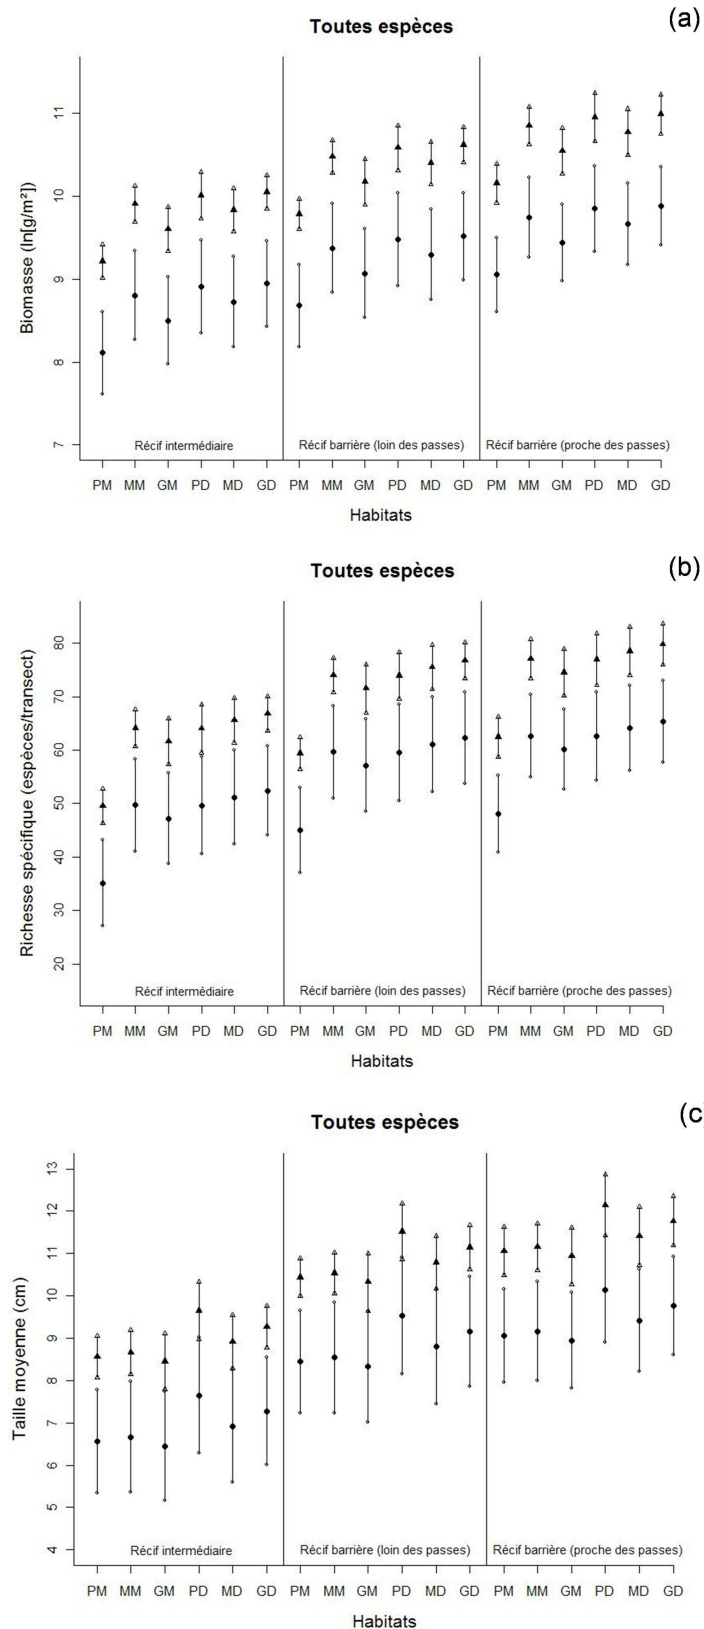 (a)
Toutes espèces
Biomasse (ln[g/m²])
11
10
9
8
7
Récif intermédiaire
Récif barrière (loin des passes)
Récif barrière (proche des passes)
PM MM GM PD MD GD PM MM GM PD MD GD PM MM GM PD MD GD
Habitats
(b)
Toutes espèces
Richesse spécifique (espèces/transect)
80
70
60
50
40
30
20
Récif intermédiaire
Récif barrière (loin des passes)
Récif barrière (proche des passes)
PM MM GM PD MD GD PM MM GM PD MD GD PM MM GM PD MD GD
Habitats
(c)
Toutes espèces
Taille moyenne (cm)
13
12
11
10
9
8
7
6
5
4
Récif intermédiaire
Récif barrière (loin des passes)
Récif barrière (proche des passes)
PM MM GM PD MD GD PM MM GM PD MD GD PM MM GM PD MD GD
Habitats